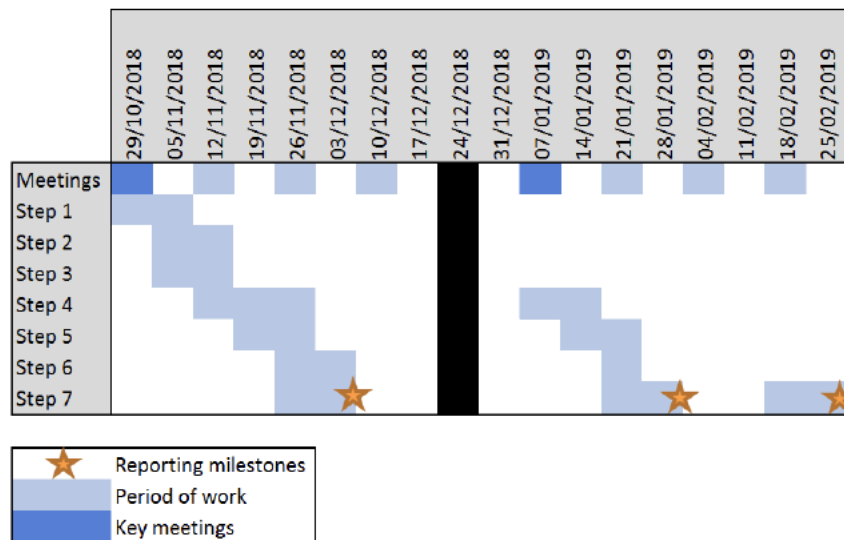 29/10/2018
05/11/2018
12/11/2018
19/11/2018
26/11/2018
03/12/2018
10/12/2018
17/12/2018
24/12/2018
31/12/2018
07/01/2019
14/01/2019
21/01/2019
28/01/2019
04/02/2019
11/02/2019
18/02/2019
25/02/2019
Meetings
Step 1
Step 2
Step 3
Step 4
Step 5
Step 6
Step 7
Reporting milestones
Period of work
Key meetings